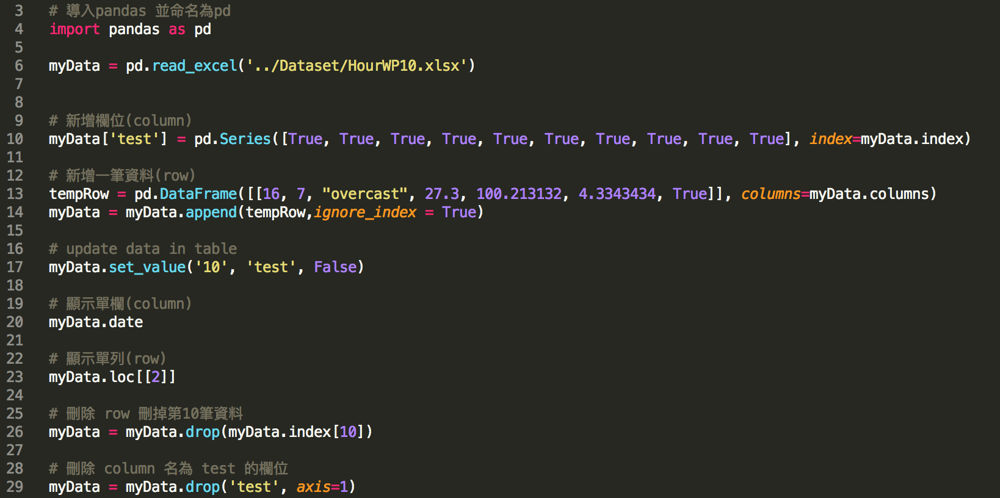 3 # 導入pandas 並命名為pd
4 import pandas as pd
5
6 myData = pd.read_excel('../Dataset/HourWP10.xlsx')
7
8
9 # 新增欄位(column)
10 myData['test'] = pd.Series([True, True, True, True, True, True, True, True, True, True], index=myData.index)
11
12 # 新增一筆資料(row)
13 tempRow = pd.DataFrame([[16, 7, "overcast", 27.3, 100.213132, 4.3343434, True]], columns=myData.columns)
14 myData = myData.append(tempRow,ignore_index = True)
15
16 # update data in table
17 myData.set_value('10', 'test', False)
18
19 # 顯示單欄(column)
20 myData.date
21
22 # 顯示單列(row)
23 myData.loc[[2]]
24
25 # 刪除 row 刪掉第10筆資料
26 myData = myData.drop(myData.index[10])
27
28 # 刪除 column 名為 test 的欄位
29 myData = myData.drop('test', axis=1)